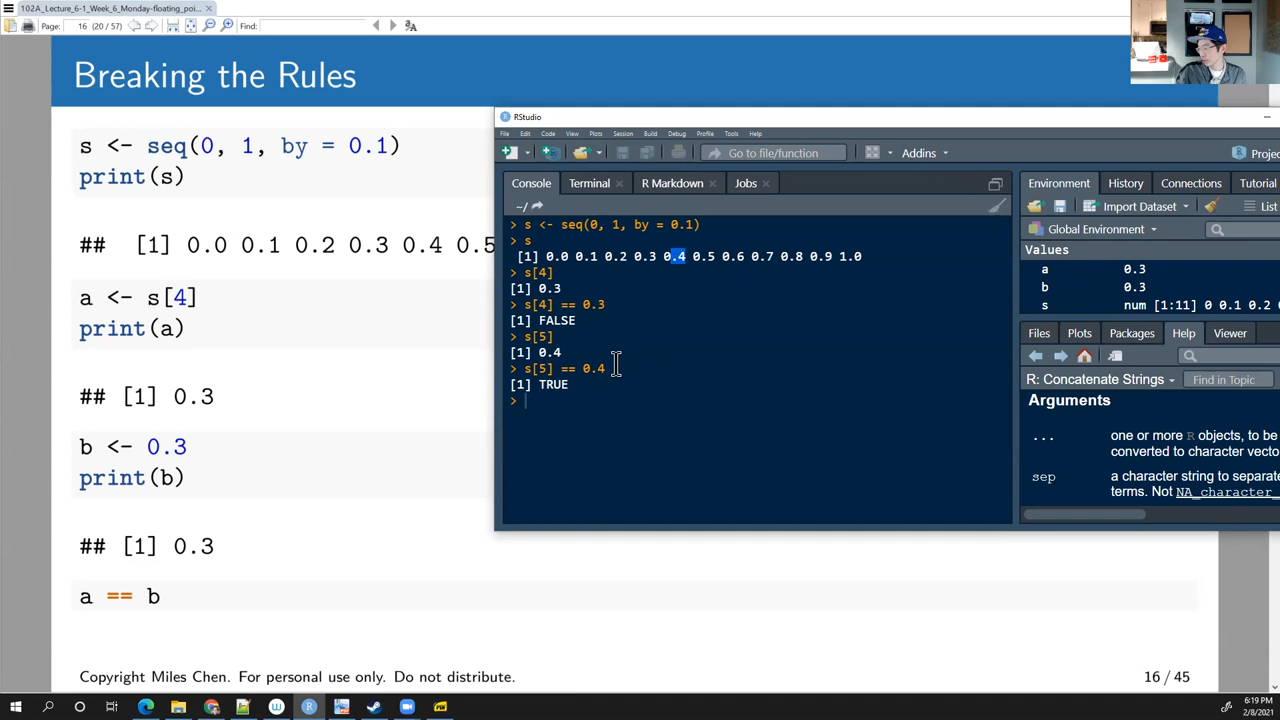 102A_Lecture_6-1_Week_6_Monday-floating_poi...
Page: 16 (20 / 57) Find:
Breaking the Rules
s <- seq(0, 1, by = 0.1)
print(s)
## [1] 0.0 0.1 0.2 0.3 0.4 0.5
a <- s[4]
print(a)
## [1] 0.3
b <- 0.3
print(b)
## [1] 0.3
a == b
Copyright Miles Chen. For personal use only. Do not distribute.
16 / 45
RStudio
File Edit Code View Plots Session Build Debug Profile Tools Help
Go to file/function Addins Projec
Console Terminal R Markdown Jobs
~/
> s <- seq(0, 1, by = 0.1)
> s
[1] 0.0 0.1 0.2 0.3 0.4 0.5 0.6 0.7 0.8 0.9 1.0
> s[4]
[1] 0.3
> s[4] == 0.3
[1] FALSE
> s[5]
[1] 0.4
> s[5] == 0.4
[1] TRUE
>
Environment History Connections Tutorial
Import Dataset List
Global Environment
Values
a 0.3
b 0.3
s num [1:11] 0 0.1 0.2
Files Plots Packages Help Viewer
R: Concatenate Strings Find in Topic
Arguments
... one or more R objects, to be
converted to character vecto
sep a character string to separate
terms. Not NA_character_
6:19 PM
2/8/2021